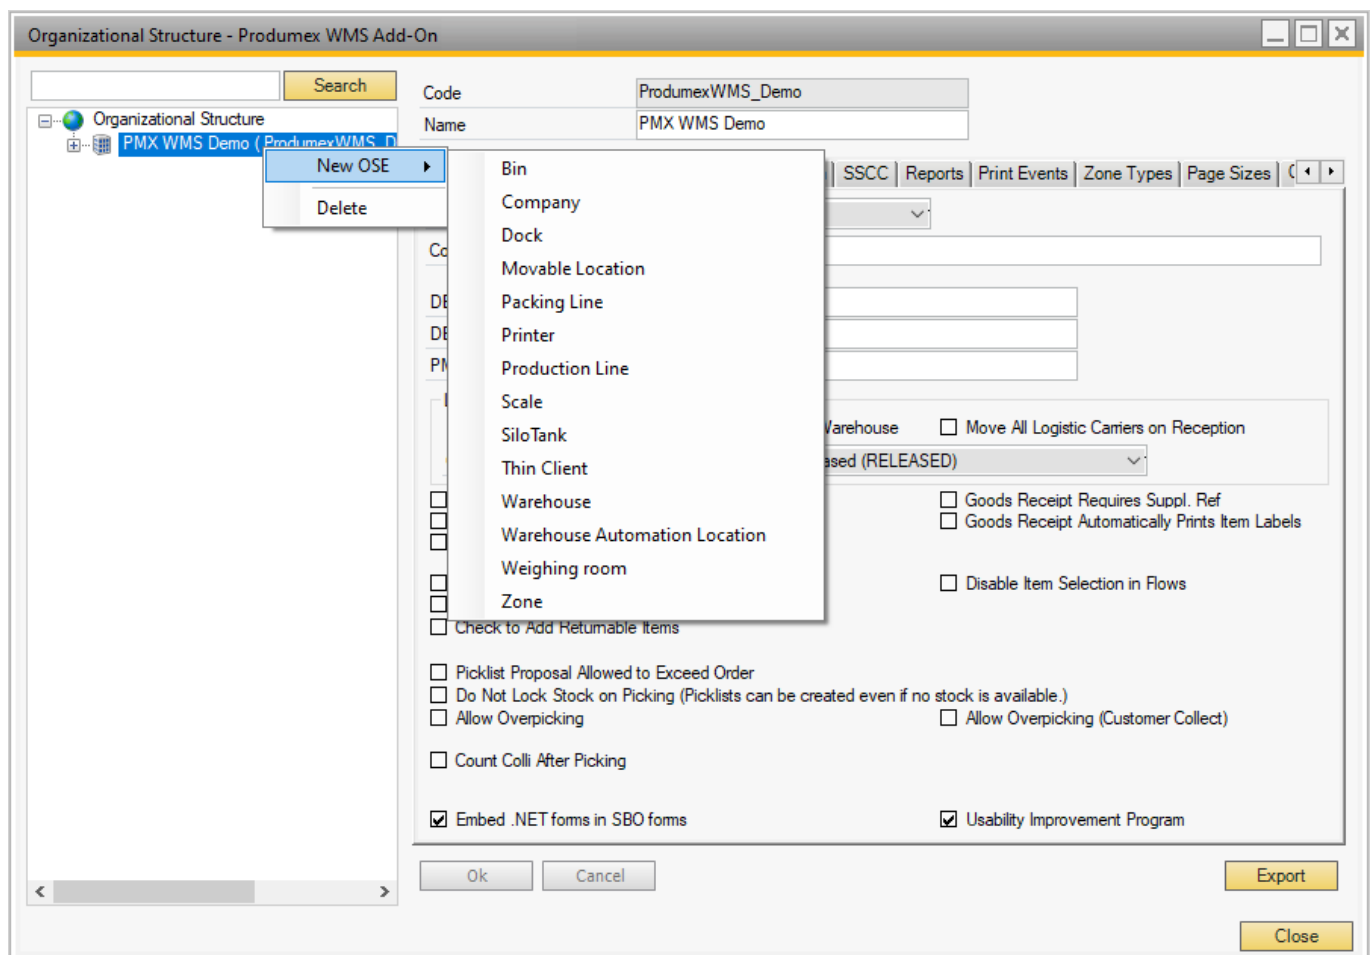 Organizational Structure - Produmex WMS Add-On
Search
Code
ProdumexWMS_Demo
Organizational Structure
Name
PMX WMS Demo
PMX WMS Demo ( ProdumexWMS_D
New OSE
Delete
Bin
Company
Dock
Movable Location
Packing Line
Printer
Production Line
Scale
SiloTank
Thin Client
Warehouse
Warehouse Automation Location
Weighing room
Zone
SSCC
Reports
Print Events
Zone Types
Page Sizes
Warehouse
Move All Logistic Carriers on Reception
(RELEASED)
Goods Receipt Requires Suppl. Ref
Goods Receipt Automatically Prints Item Labels
Disable Item Selection in Flows
Check to Add Returnable Items
Picklist Proposal Allowed to Exceed Order
Do Not Lock Stock on Picking (Picklists can be created even if no stock is available.)
Allow Overpicking
Allow Overpicking (Customer Collect)
Count Colli After Picking
Embed .NET forms in SBO forms
Usability Improvement Program
Ok
Cancel
Export
Close